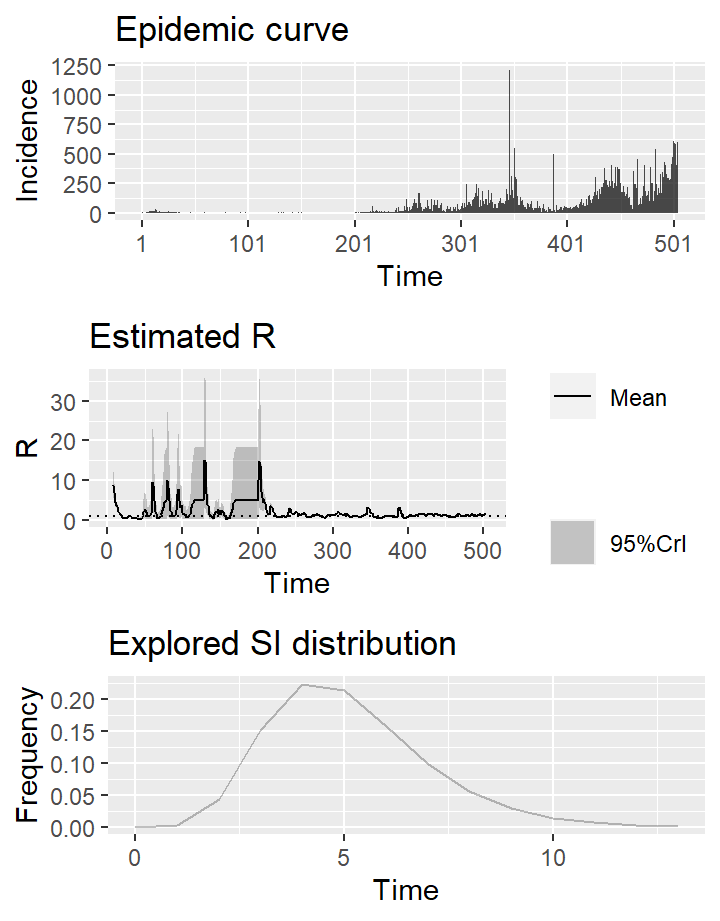 Epidemic curve
Incidence
1250
1000
750
500
250
0
1 101 201 301 401 501
Time
Estimated R
R
30
20
10
0
0 100 200 300 400 500
Time
Mean
95%CrI
Explored SI distribution
Frequency
0.20
0.15
0.10
0.05
0.00
0 5 10
Time